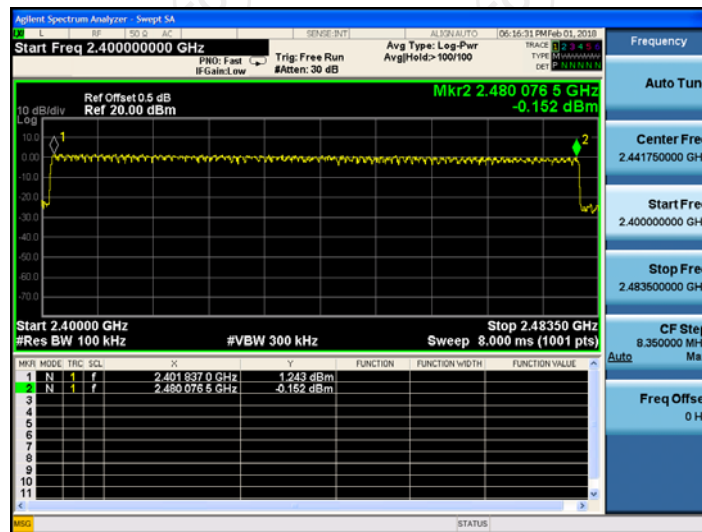 Agilent Spectrum Analyzer - Swept SA
L RF 50 Ω AC SENSE:INT ALIGN AUTO 06:16:31 PM Feb 01, 2018
Start Freq 2.400000000 GHz
PNO: Fast
IFGain:Low
Trig: Free Run
#Atten: 30 dB
Avg Type: Log-Pwr
Avg|Hold:>100/100
TRACE 1 2 3 4 5 6
TYPE M
DET P N N N N N
Ref Offset 0.5 dB
Ref 20.00 dBm
10 dB/div
Log
Mkr2 2.480 076 5 GHz
-0.152 dBm
1
2
10.0
0.00
-10.0
-20.0
-30.0
-40.0
-50.0
-60.0
-70.0
Start 2.40000 GHz Stop 2.48350 GHz
#Res BW 100 kHz #VBW 300 kHz Sweep 8.000 ms (1001 pts)
MKR MODE TRC SCL X Y FUNCTION FUNCTION WIDTH FUNCTION VALUE
1 N 1 f 2.401 837 0 GHz 1.243 dBm
2 N 1 f 2.480 076 5 GHz -0.152 dBm
3
4
5
6
7
8
9
10
11
MSG STATUS
Frequency
Auto Tun
Center Fre
2.441750000 GH
Start Fre
2.400000000 GH
Stop Fre
2.483500000 GH
CF Step
8.350000 MH
Auto Ma
Freq Offse
0 H